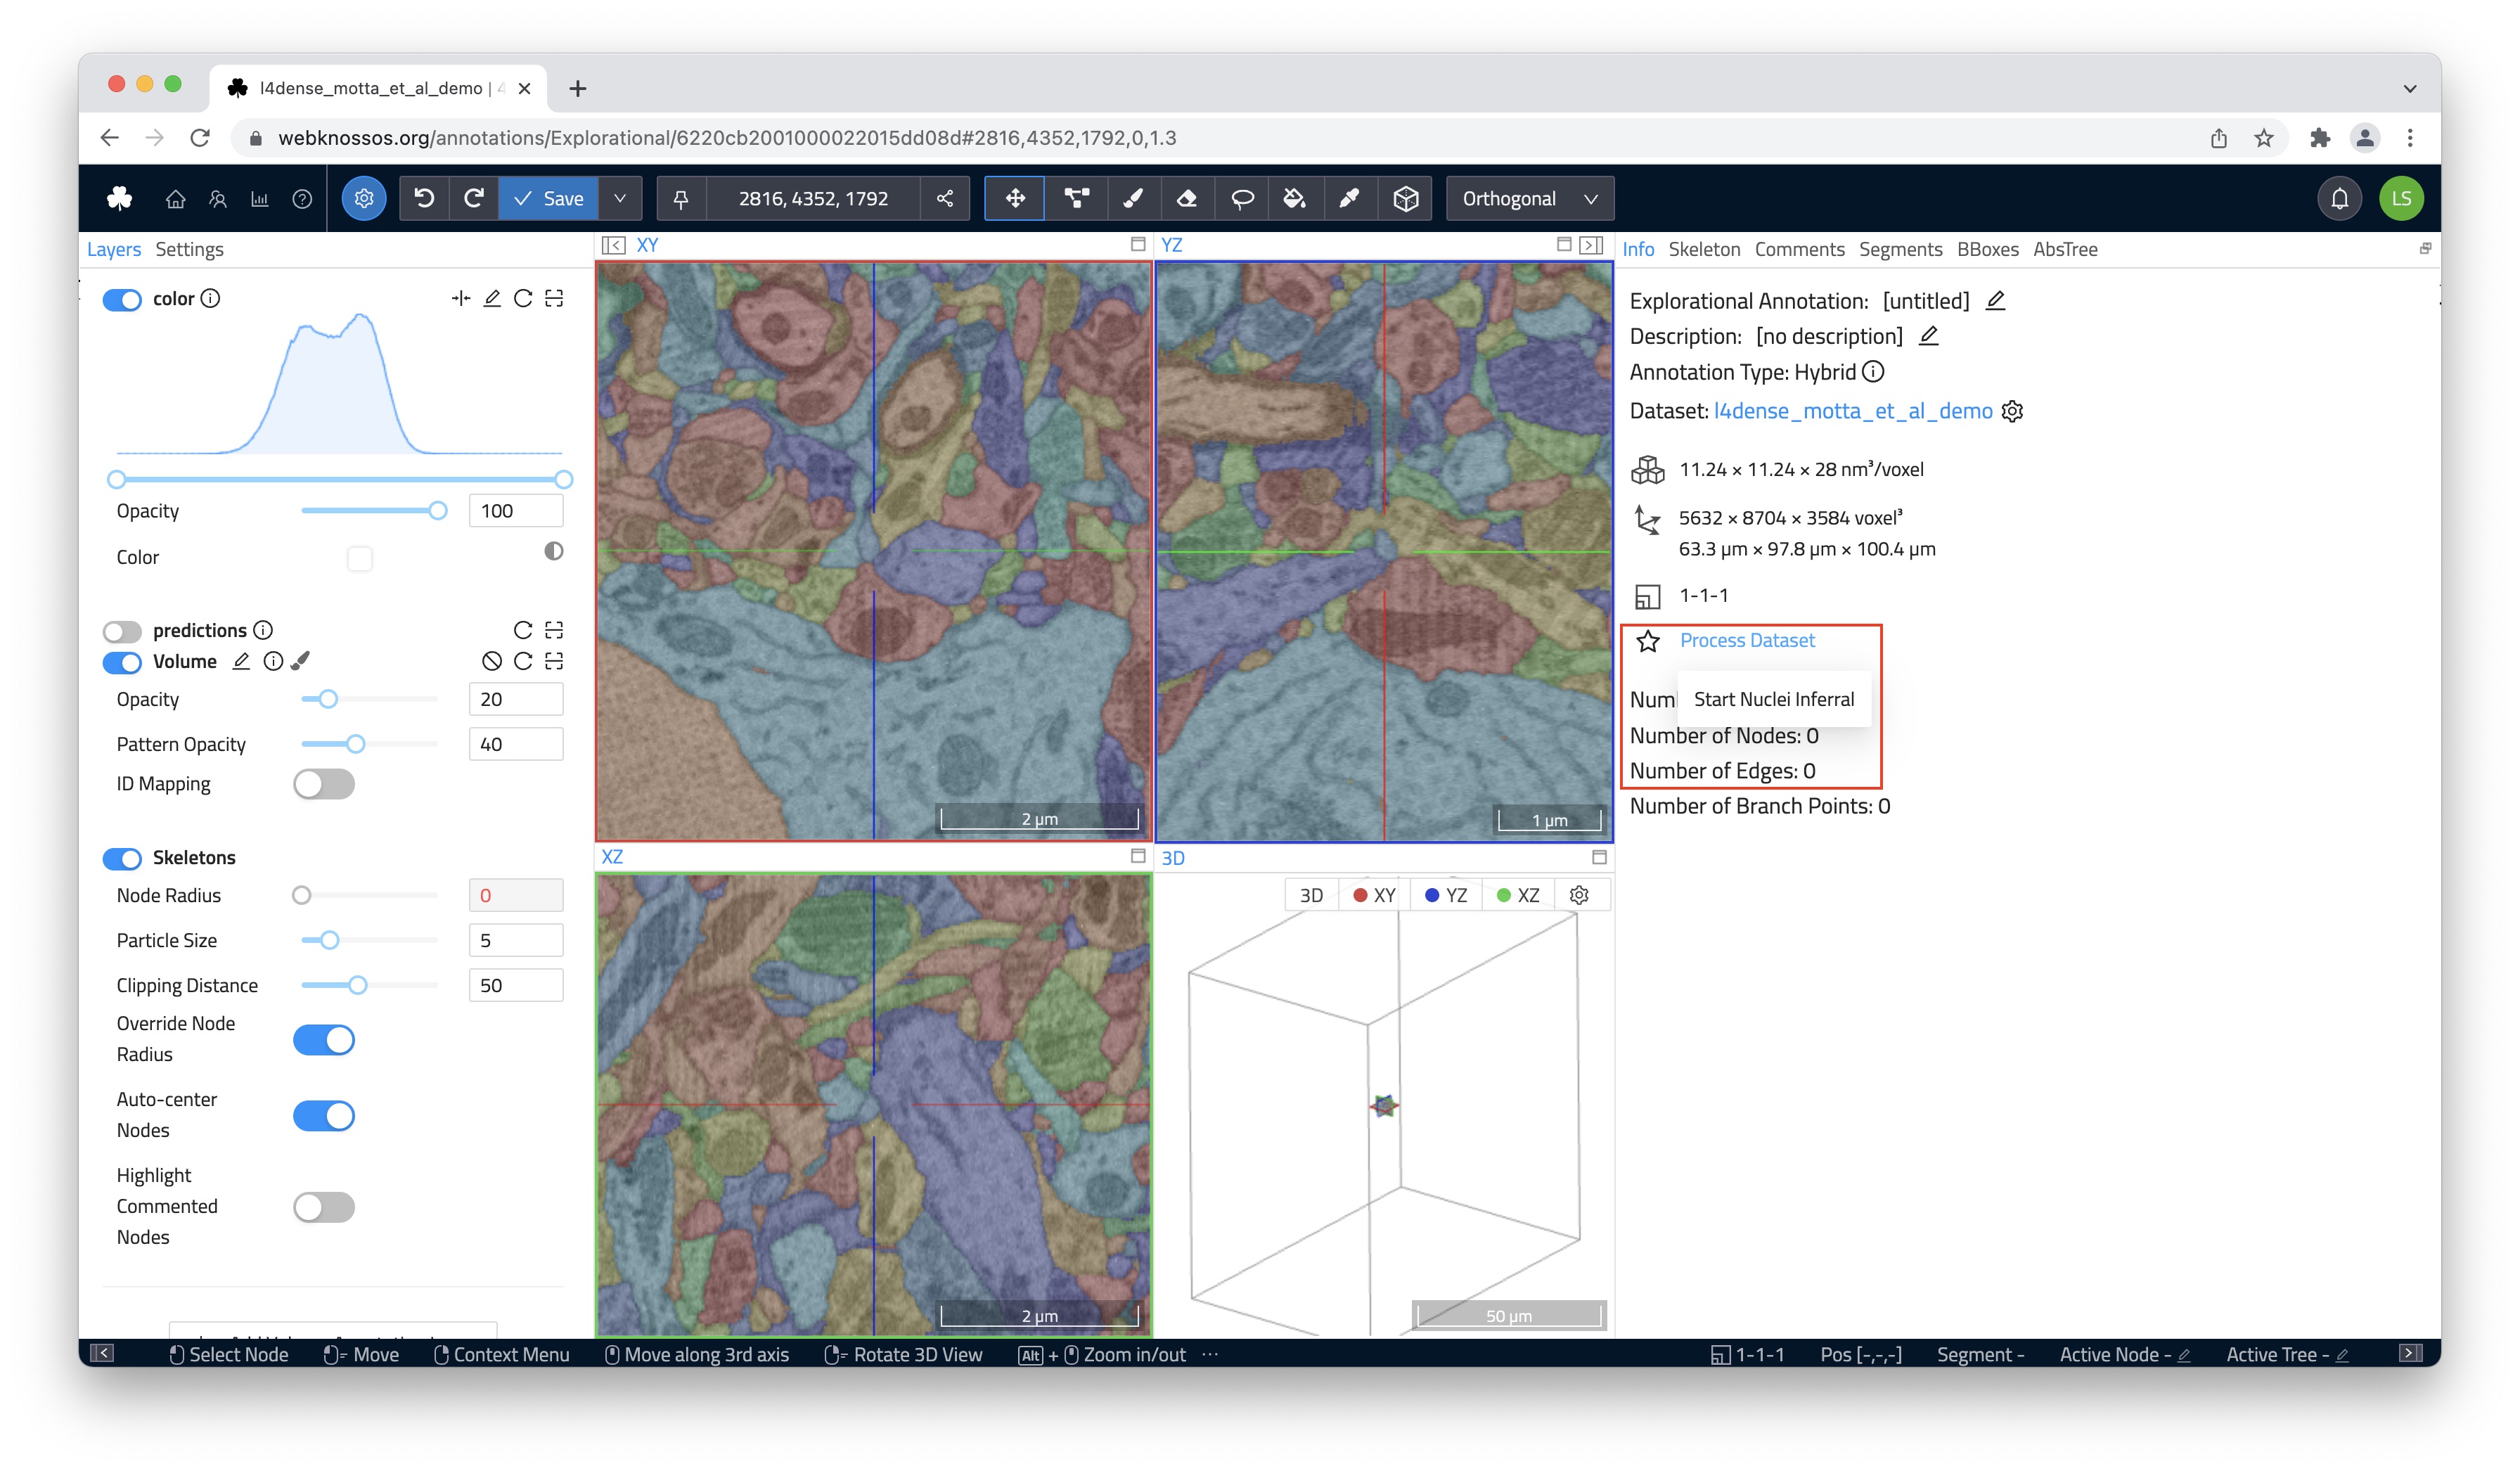 l4dense_motta_et_al_demo | 4
webknossos.org/annotations/Explorational/6220cb2001000022015dd08d#2816,4352,1792,0,1.3
Save
2816, 4352, 1792
Orthogonal
LS
Layers Settings
color
Opacity 100
Color
predictions
Volume
Opacity 20
Pattern Opacity 40
ID Mapping
Skeletons
Node Radius 0
Particle Size 5
Clipping Distance 50
Override Node
Radius
Auto-center
Nodes
Highlight
Commented
Nodes
XY
2 µm
YZ
1 µm
XZ
2 µm
3D
3D XY YZ XZ
50 µm
Info Skeleton Comments Segments BBoxes AbsTree
Explorational Annotation: [untitled]
Description: [no description]
Annotation Type: Hybrid
Dataset: l4dense_motta_et_al_demo
11.24 × 11.24 × 28 nm³/voxel
5632 × 8704 × 3584 voxel³
63.3 µm × 97.8 µm × 100.4 µm
1-1-1
Process Dataset
Start Nuclei Inferral
Number of Nodes: 0
Number of Edges: 0
Number of Branch Points: 0
Select Node Move Context Menu Move along 3rd axis Rotate 3D View Alt + Zoom in/out ···
1-1-1 Pos [-,-,-] Segment - Active Node - Active Tree -